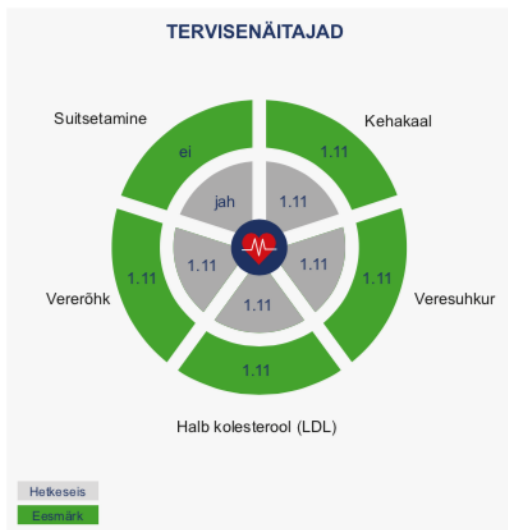 TERVISENÄITAJAD
Suitsetamine
Kehakaal
ei
1.11
jah
1.11
1.11
1.11
1.11
1.11
1.11
Vererõhk
Veresuhkur
1.11
Halb kolesterool (LDL)
Hetkeseis
Eesmärk